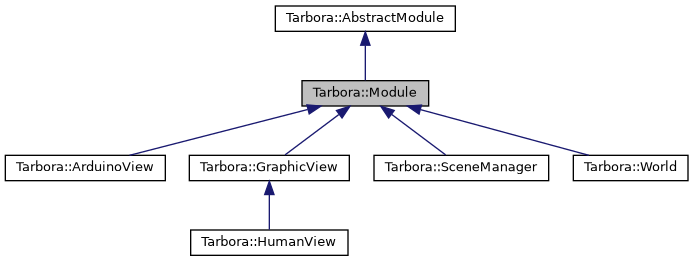 Tarbora::AbstractModule
Tarbora::Module
Tarbora::ArduinoView
Tarbora::GraphicView
Tarbora::SceneManager
Tarbora::World
Tarbora::HumanView